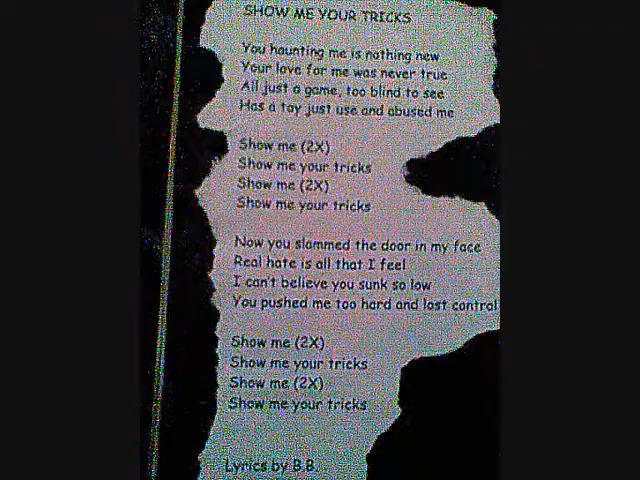 SHOW ME YOUR TRICKS
You haunting me is nothing new
Your love for me was never true
All just a game, too blind to see
Has a toy just use and abused me
Show me (2X)
Show me your tricks
Show me (2X)
Show me your tricks
Now you slammed the door in my face
Real hate is all that I feel
I can't believe you sunk so low
You pushed me too hard and lost control
Show me (2X)
Show me your tricks
Show me (2X)
Show me your tricks
Lyrics by B.B.